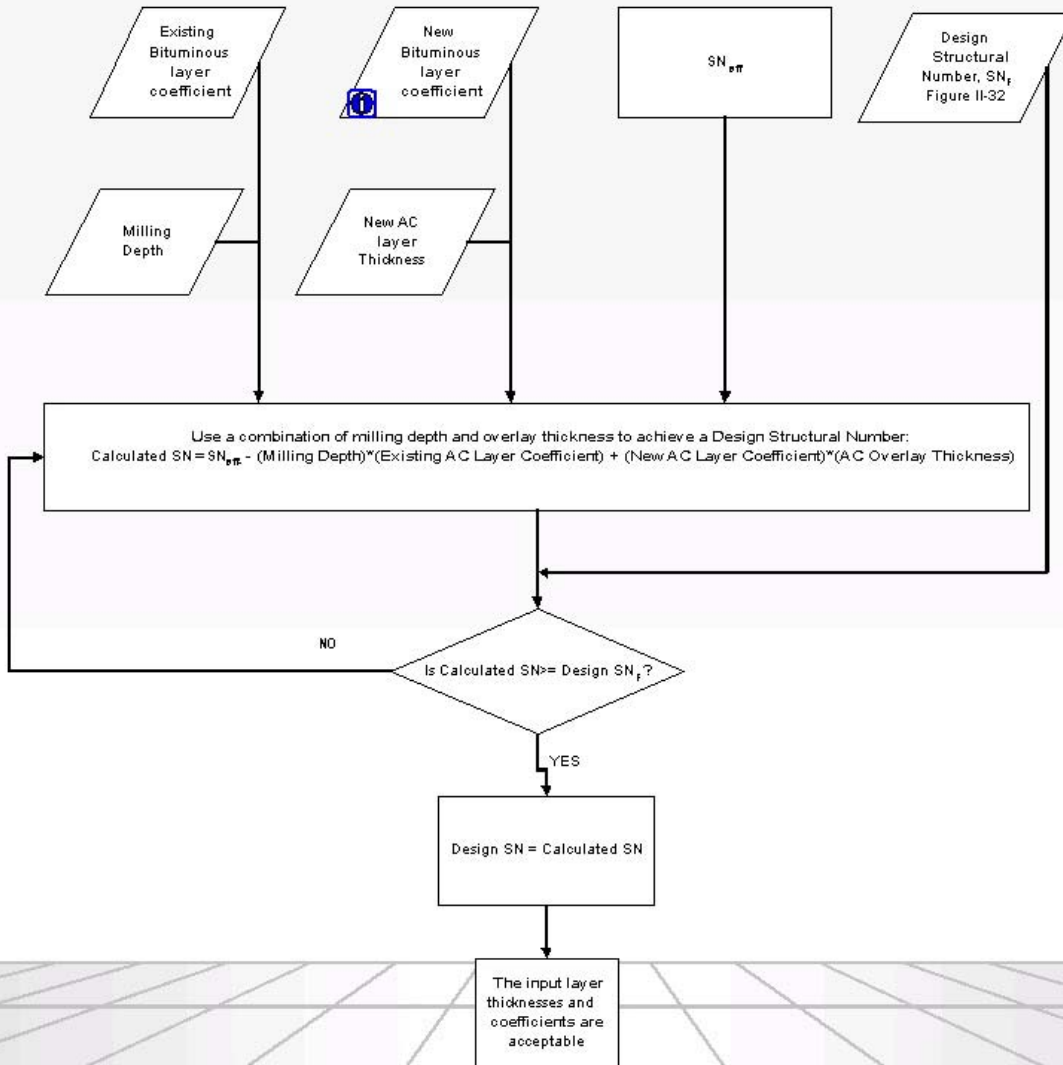 Existing
Bituminous
layer
coefficient
New
Bituminous
layer
coefficient
i
SNeff
Design
Structural
Number, SNF
Figure II-32
Milling
Depth
New AC
layer
Thickness
Use a combination of milling depth and overlay thickness to achieve a Design Structural Number:
Calculated SN = SNeff - (Milling Depth)*(Existing AC Layer Coefficient) + (New AC Layer Coefficient)*(AC Overlay Thickness)
NO
Is Calculated SN>= Design SNF?
YES
Design SN = Calculated SN
The input layer
thicknesses and
coefficients are
acceptable